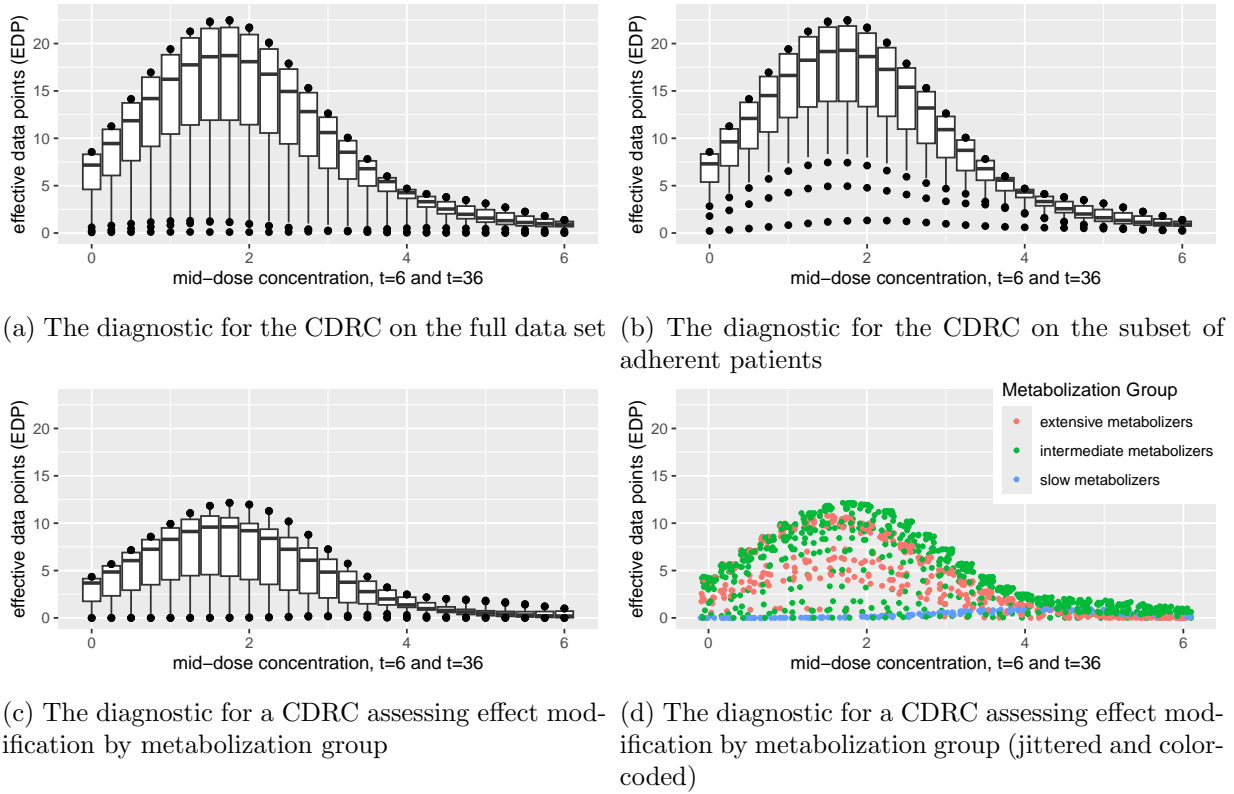 effective data points (EDP)
20
15
10
5
0
0
2
4
6
mid−dose concentration, t=6 and t=36
(a) The diagnostic for the CDRC on the full data set
effective data points (EDP)
20
15
10
5
0
0
2
4
6
mid−dose concentration, t=6 and t=36
(b) The diagnostic for the CDRC on the subset of
adherent patients
effective data points (EDP)
20
15
10
5
0
0
2
4
6
mid−dose concentration, t=6 and t=36
(c) The diagnostic for a CDRC assessing effect mod-
ification by metabolization group
effective data points (EDP)
20
15
10
5
0
0
2
4
6
mid−dose concentration, t=6 and t=36
Metabolization Group
extensive metabolizers
intermediate metabolizers
slow metabolizers
(d) The diagnostic for a CDRC assessing effect mod-
ification by metabolization group (jittered and color-
coded)